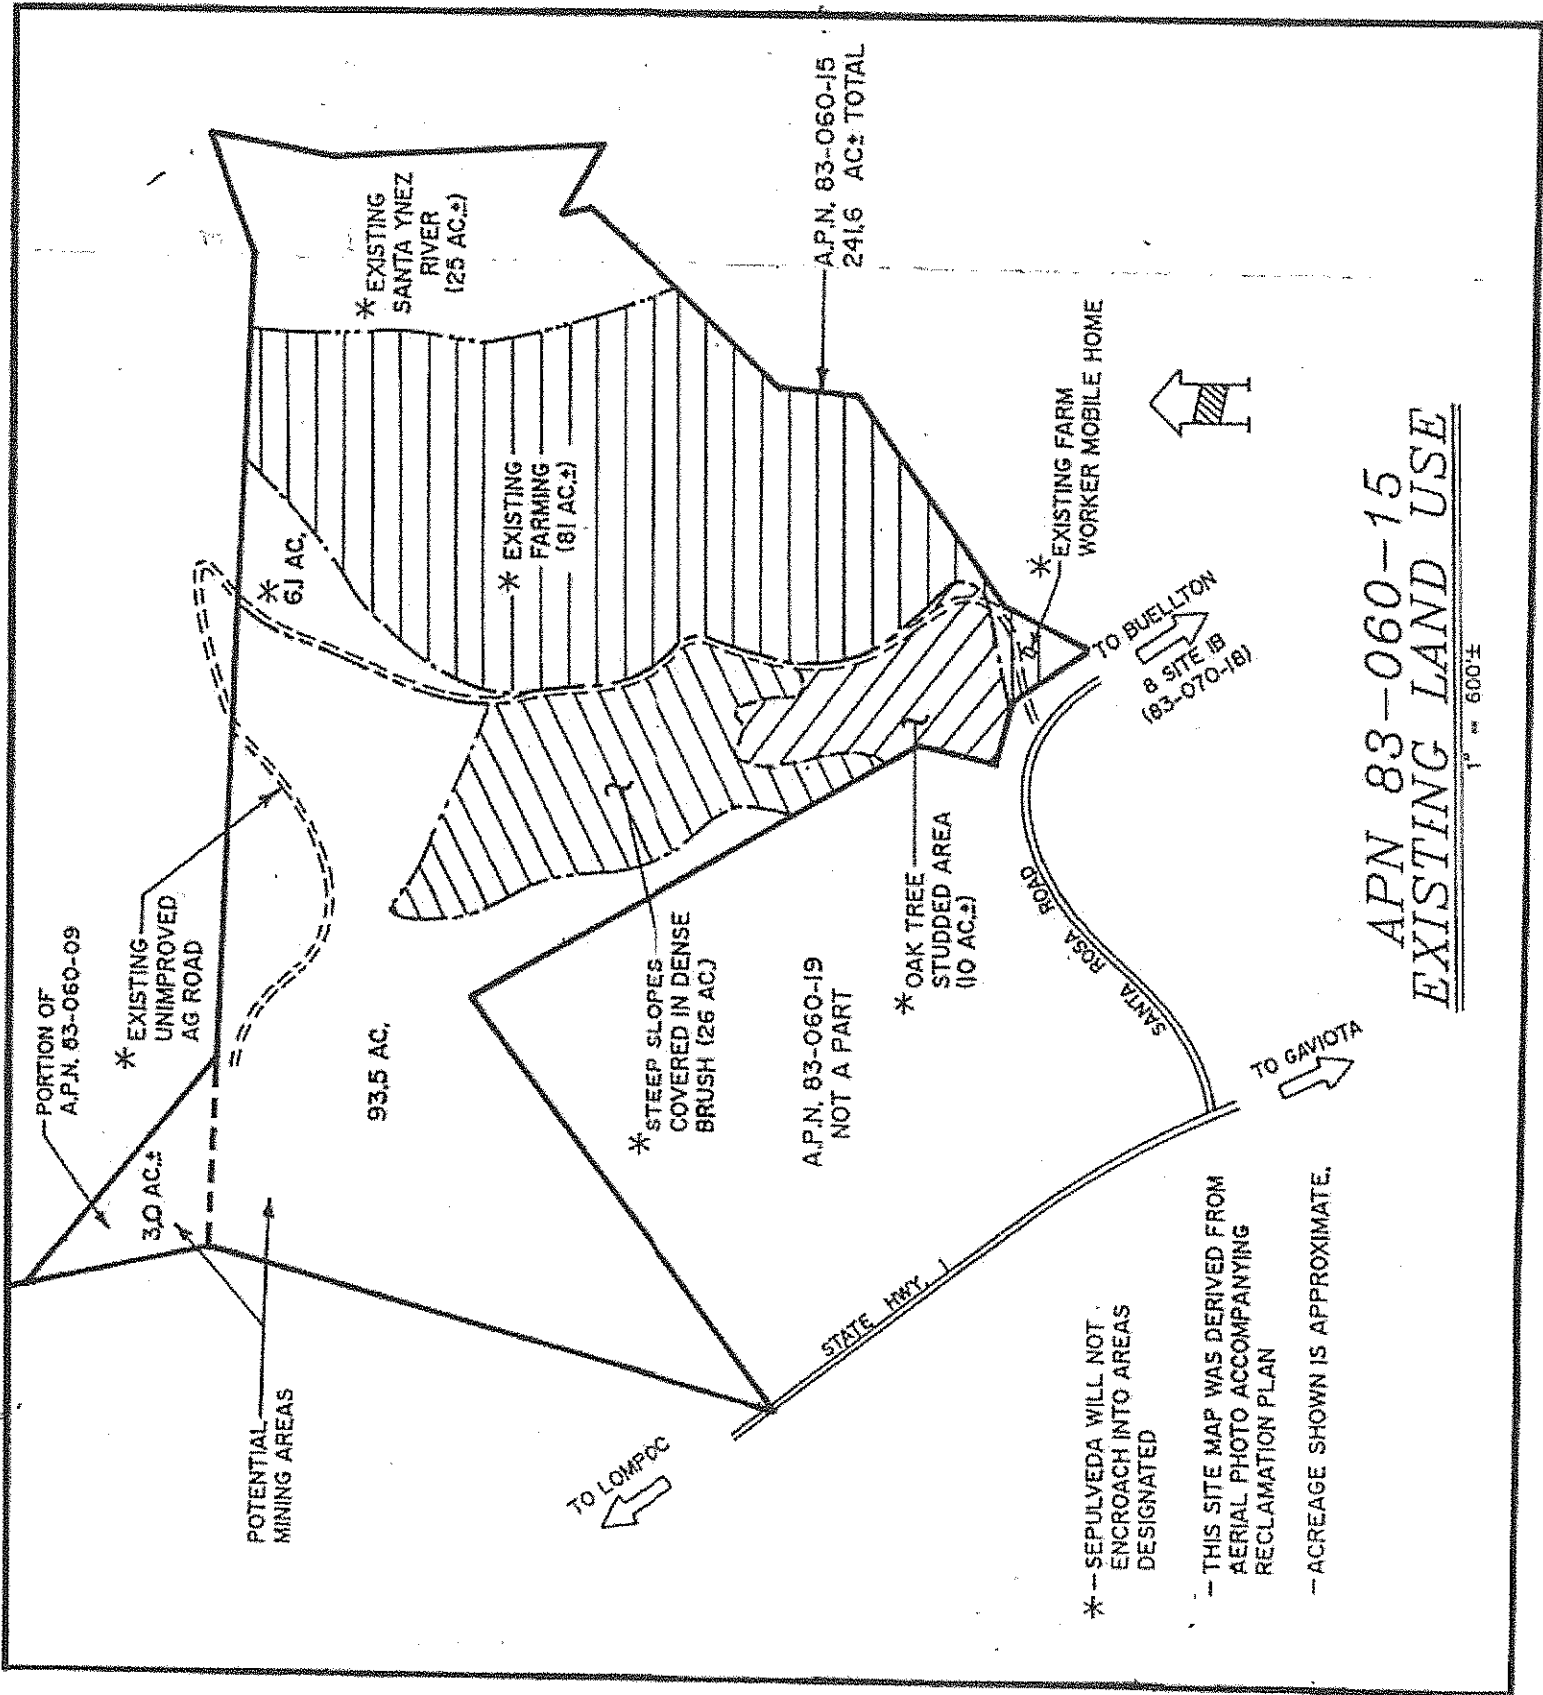 PORTION OF
A.P.N. 83-060-09
* EXISTING
UNIMPROVED
AG ROAD
3.0 AC.±
POTENTIAL
MINING AREAS
93.5 AC.
* 6.1 AC.
* EXISTING
SANTA YNEZ
RIVER
(25 AC.±)
* EXISTING
FARMING
(81 AC.±)
*STEEP SLOPES
COVERED IN DENSE
BRUSH (26 AC.)
A.P.N. 83-060-19
NOT A PART
*OAK TREE
STUDDED AREA
(10 AC.±)
A.P.N. 83-060-15
241.6 AC± TOTAL
* EXISTING FARM
WORKER MOBILE HOME
TO BUELLTON
& SITE 1B
(83-070-18)
SANTA ROSA ROAD
STATE HWY. 1
TO LOMPOC
TO GAVIOTA
* - SEPULVEDA WILL NOT
ENCROACH INTO AREAS
DESIGNATED
- THIS SITE MAP WAS DERIVED FROM
AERIAL PHOTO ACCOMPANYING
RECLAMATION PLAN
- ACREAGE SHOWN IS APPROXIMATE.
APN 83-060-15
EXISTING LAND USE
1" = 600'±